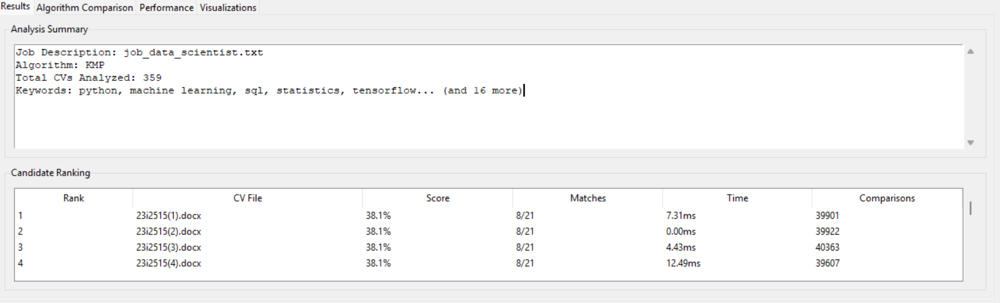 Results Algorithm Comparison Performance Visualizations
Analysis Summary
Job Description: job_data_scientist.txt
Algorithm: KMP
Total CVs Analyzed: 359
Keywords: python, machine learning, sql, statistics, tensorflow... (and 16 more)
Candidate Ranking
Rank CV File Score Matches Time Comparisons
1 23i2515(1).docx 38.1% 8/21 7.31ms 39901
2 23i2515(2).docx 38.1% 8/21 0.00ms 39922
3 23i2515(3).docx 38.1% 8/21 4.43ms 40363
4 23i2515(4).docx 38.1% 8/21 12.49ms 39607